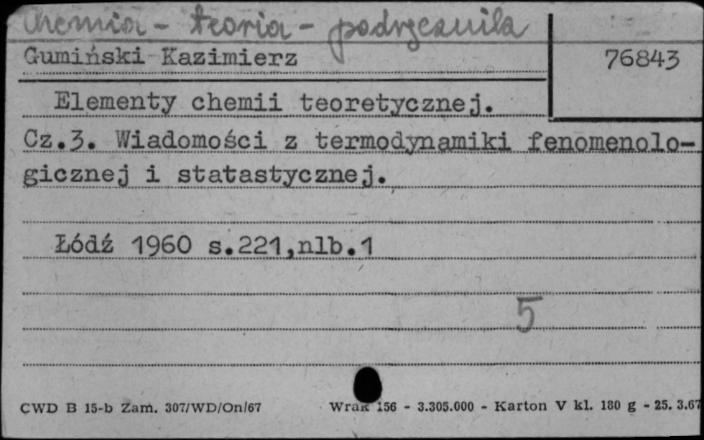 Chemia - teoria - podręcznik
Gumiński Kazimierz 76843
Elementy chemii teoretycznej.
Cz.3. Wiadomości z termodynamiki fenomenolo-
gicznej i statastycznej.
Łódź 1960 s.221,nlb.1
5
CWD B 15-b Zam. 307/WD/On/67 Wrak 156 - 3.305.000 - Karton V kl. 180 g - 25. 3.67